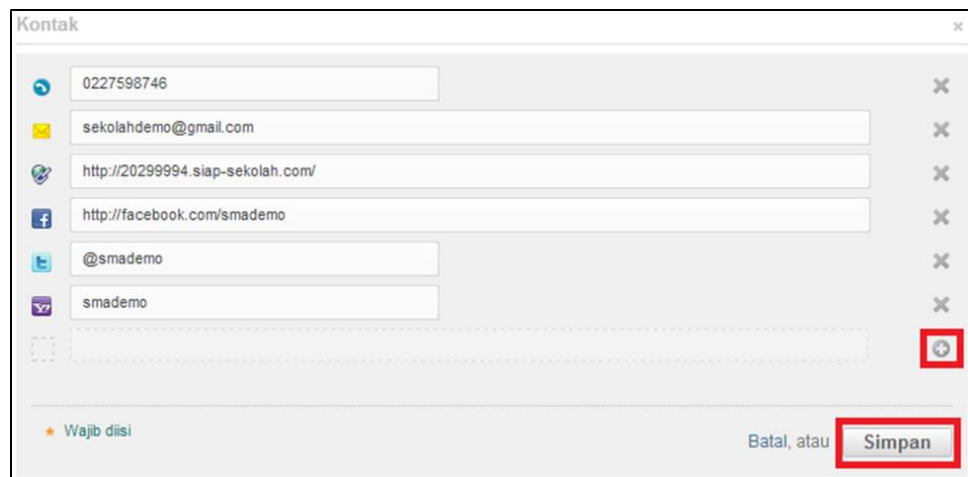 Kontak
0227598746
sekolahdemo@gmail.com
http://20299994.siap-sekolah.com/
http://facebook.com/smademo
@smademo
smademo
* Wajib diisi
Batal, atau Simpan